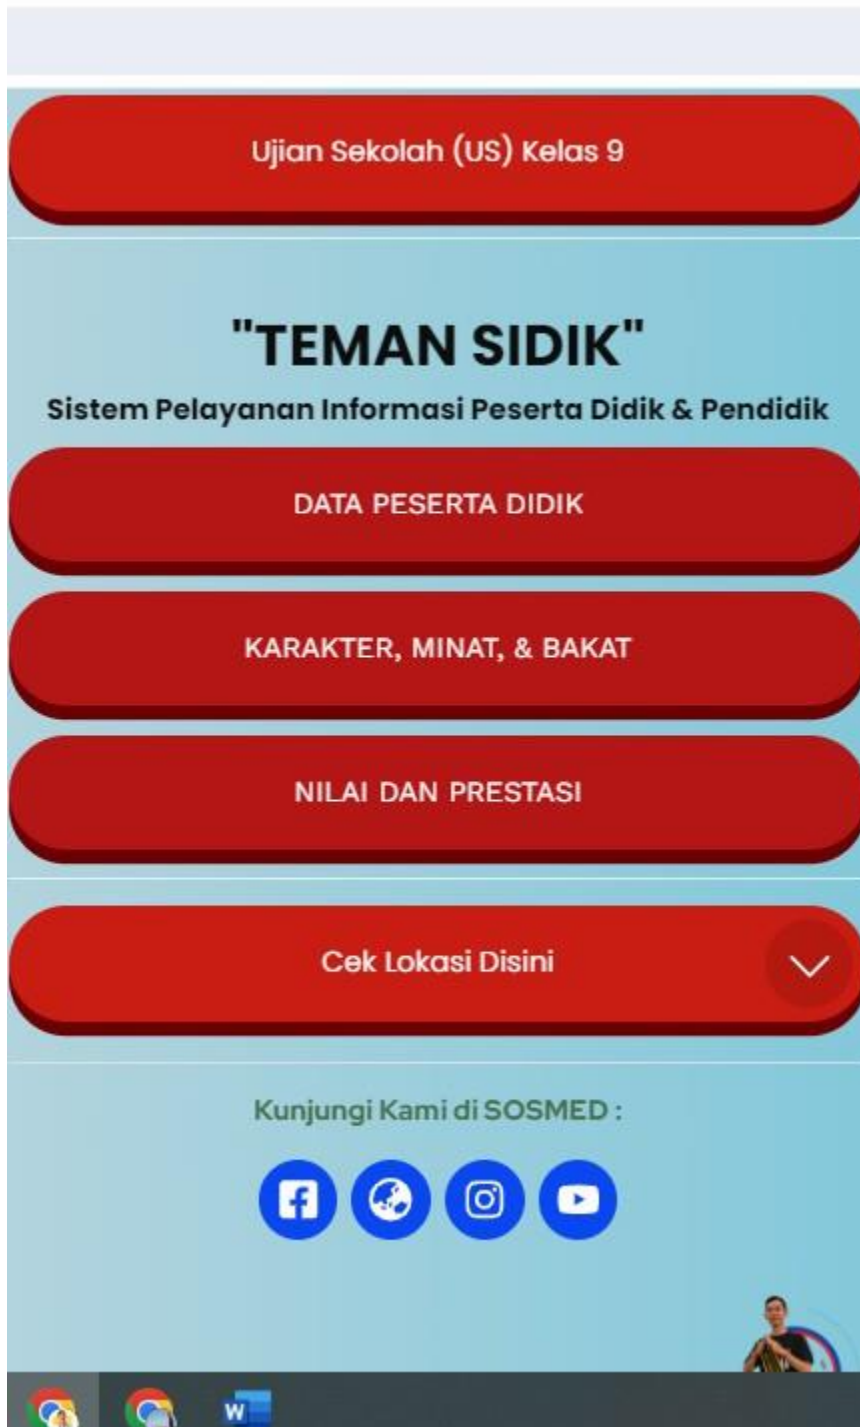 Ujian Sekolah (US) Kelas 9
"TEMAN SIDIK"
Sistem Pelayanan Informasi Peserta Didik & Pendidik
DATA PESERTA DIDIK
KARAKTER, MINAT, & BAKAT
NILAI DAN PRESTASI
Cek Lokasi Disini
Kunjungi Kami di SOSMED :
W